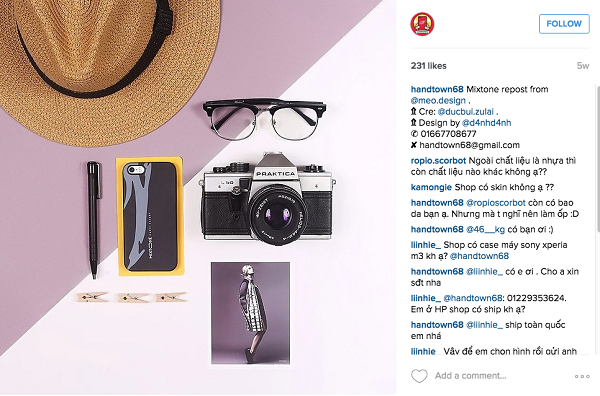 FOLLOW
231 likes
5w
handtown68 Mixtone repost from
@meo.design .
⇮ Cre: @ducbui.zulai .
⇮ Design by @d4nhd4nh
✆ 01667708677
✘ handtown68@gmail.com
ropio.scorbot Ngoài chất liệu là nhựa thì
còn chất liệu nào khác không ạ??
kamongie Shop có skin không ạ ??
handtown68 @ropioscorbot còn có bao
da bạn ạ. Nhưng mà t nghĩ nên làm ốp :D
handtown68 @46__kg có bạn ơi :)
liinhie_ Shop có case máy sony xperia
m3 kh ạ? @handtown68
handtown68 @liinhie_ có e ơi . Cho a xin
sđt nha
liinhie_ @handtown68: 01229353624.
Em ở HP shop có ship kh ạ?
handtown68 @liinhie_ ship toàn quốc
em nhá
liinhie_ Vậy để em chọn hình rồi gửi anh
Add a comment...
PRAKTICA